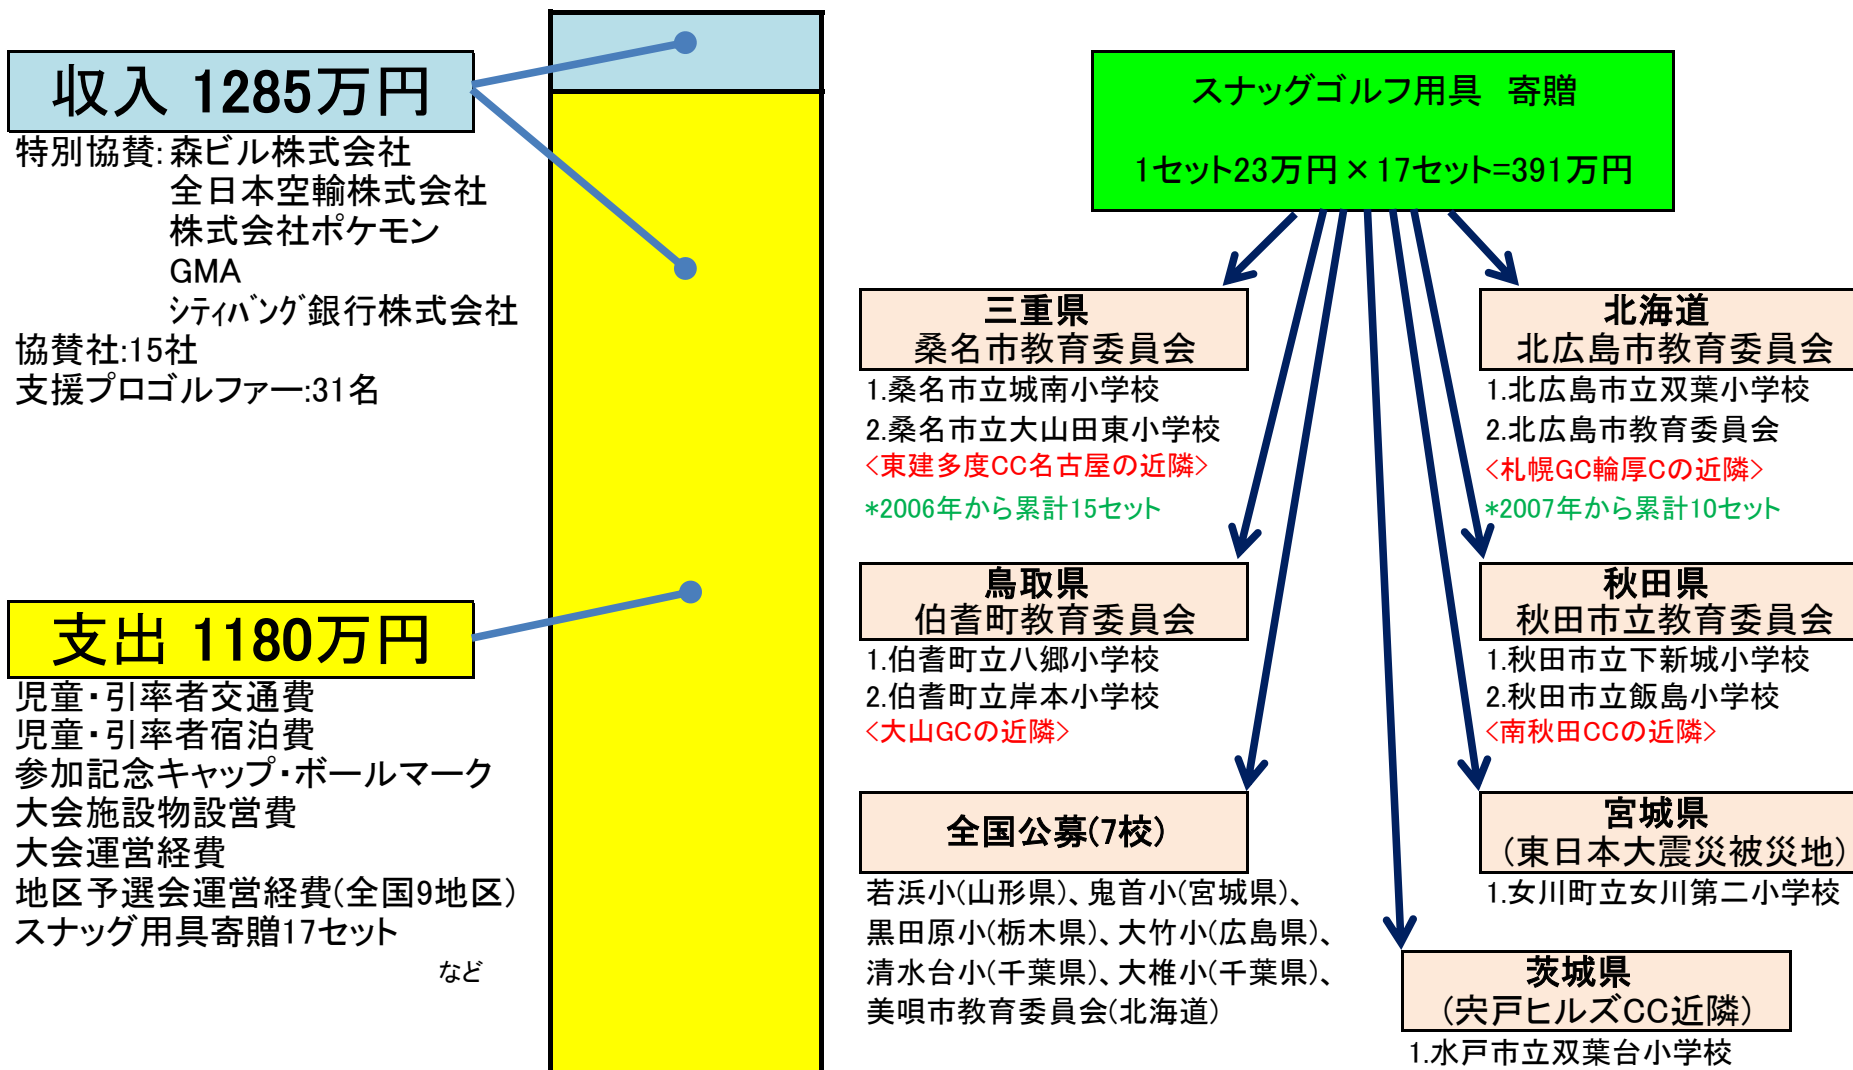 収入 1285万円
特別協賛:森ビル株式会社
全日本空輸株式会社
株式会社ポケモン
GMA
ｼﾃｨﾊﾞﾝｸﾞ銀行株式会社
協賛社:15社
支援プロゴルファー:31名
支出 1180万円
児童・引率者交通費
児童・引率者宿泊費
参加記念キャップ・ボールマーク
大会施設物設営費
大会運営経費
地区予選会運営経費(全国9地区)
スナッグ用具寄贈17セット
など
スナッグゴルフ用具　寄贈
1セット23万円×17セット=391万円
三重県
桑名市教育委員会
1.桑名市立城南小学校
2.桑名市立大山田東小学校
<東建多度CC名古屋の近隣>
*2006年から累計15セット
北海道
北広島市教育委員会
1.北広島市立双葉小学校
2.北広島市教育委員会
<札幌GC輪厚Cの近隣>
*2007年から累計10セット
鳥取県
伯耆町教育委員会
1.伯耆町立八郷小学校
2.伯耆町立岸本小学校
<大山GCの近隣>
秋田県
秋田市立教育委員会
1.秋田市立下新城小学校
2.秋田市立飯島小学校
<南秋田CCの近隣>
全国公募(7校)
若浜小(山形県)、鬼首小(宮城県)、
黒田原小(栃木県)、大竹小(広島県)、
清水台小(千葉県)、大椎小(千葉県)、
美唄市教育委員会(北海道)
宮城県
(東日本大震災被災地)
1.女川町立女川第二小学校
茨城県
(宍戸ヒルズCC近隣)
1.水戸市立双葉台小学校